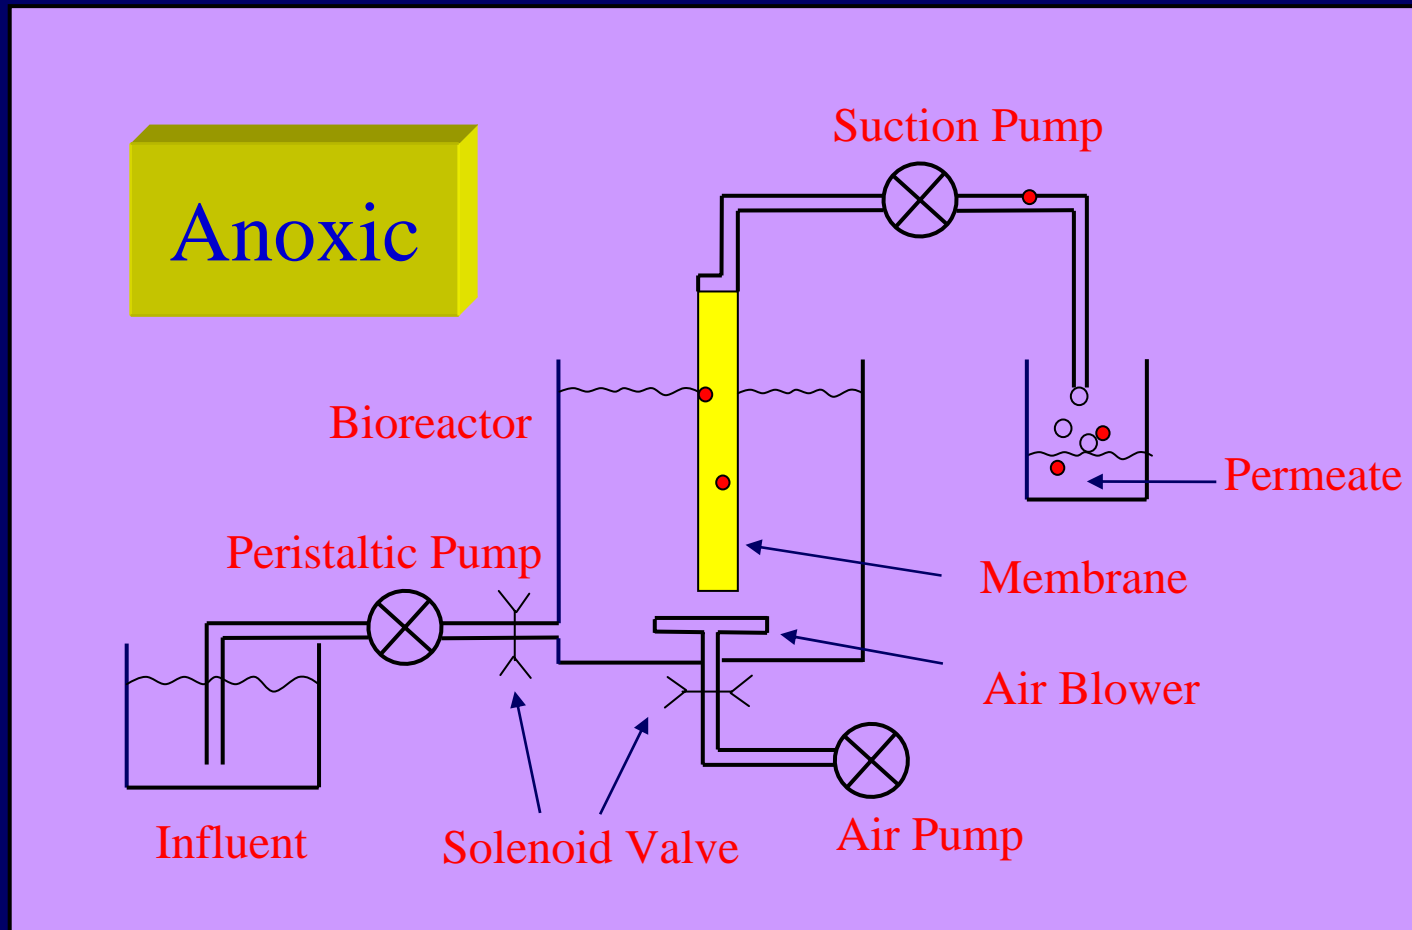 Suction Pump
Anoxic
Bioreactor
Permeate
Peristaltic Pump
Membrane
Air Blower
Influent
Solenoid Valve
Air Pump